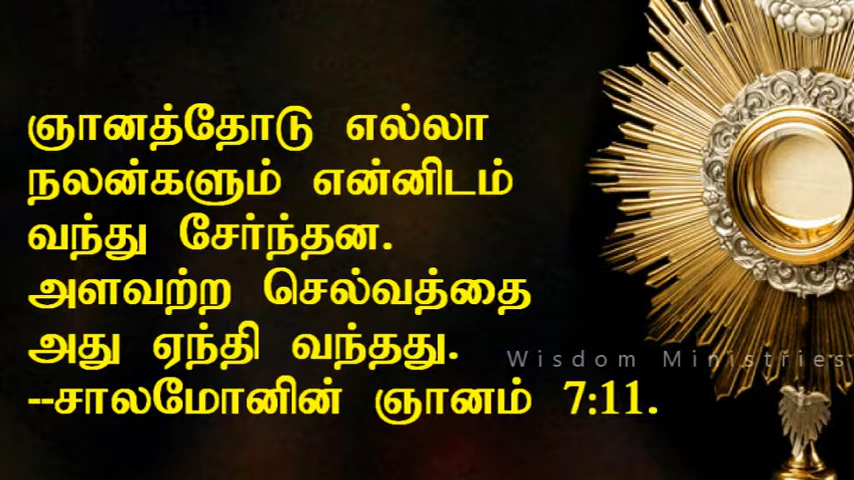 ஞானத்தோடு எல்லா
நலன்களும் என்னிடம்
வந்து சேர்ந்தன.
அளவற்ற செல்வத்தை
அது ஏந்தி வந்தது.
Wisdom Ministries
--சாலமோனின் ஞானம் 7:11.